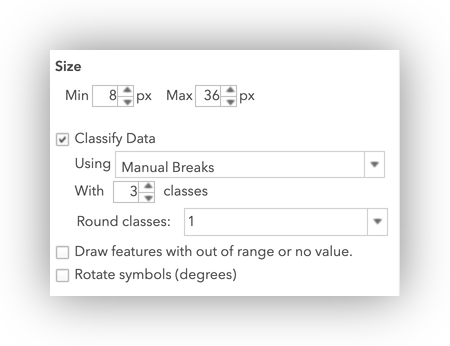 Size
Min 8 px Max 36 px
Classify Data
Using Manual Breaks
With 3 classes
Round classes: 1
Draw features with out of range or no value.
Rotate symbols (degrees)